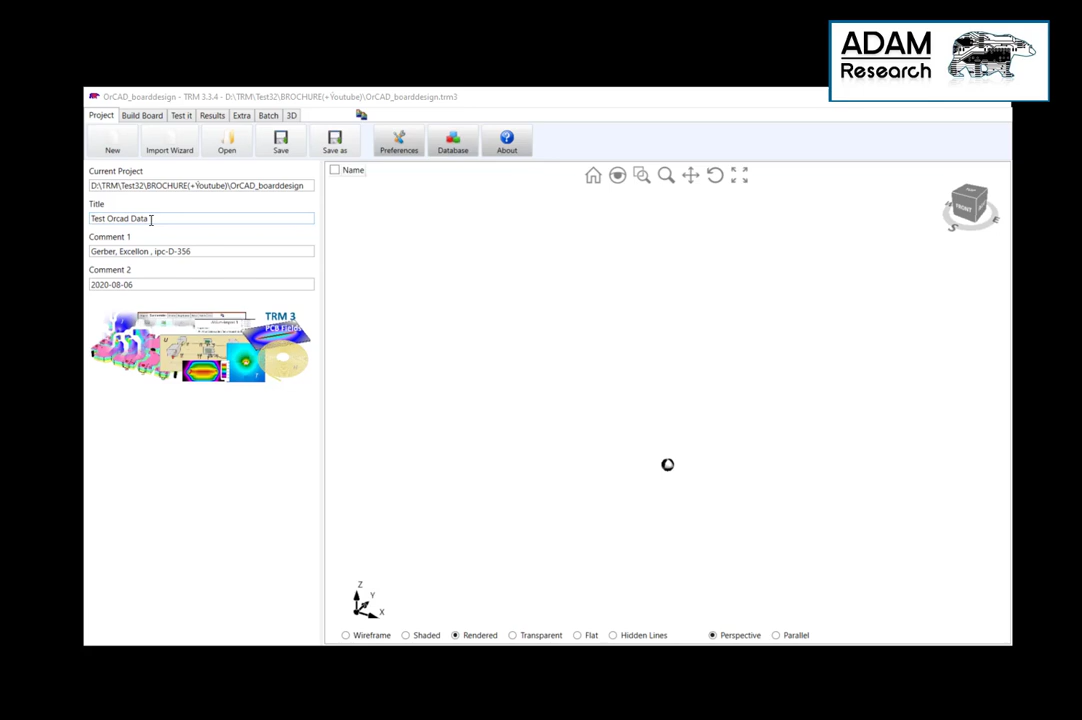 ADAM
Research
OrCAD_boarddesign - TRM 3.3.4 - D:\TRM\Test32\BROCHURE(+Youtube)\OrCAD_boarddesign.trm3
Project Build Board Test it Results Extra Batch 3D
New Import Wizard Open Save Save as Preferences Database About
Current Project
D:\TRM\Test32\BROCHURE(+Youtube)\OrCAD_boarddesign
Title
Test Orcad Data
Comment 1
Gerber, Excellon , ipc-D-356
Comment 2
2020-08-06
TRM 3
PCB Fields
Name
FRONT
S
E
Z
Y
X
Wireframe Shaded Rendered Transparent Flat Hidden Lines Perspective Parallel